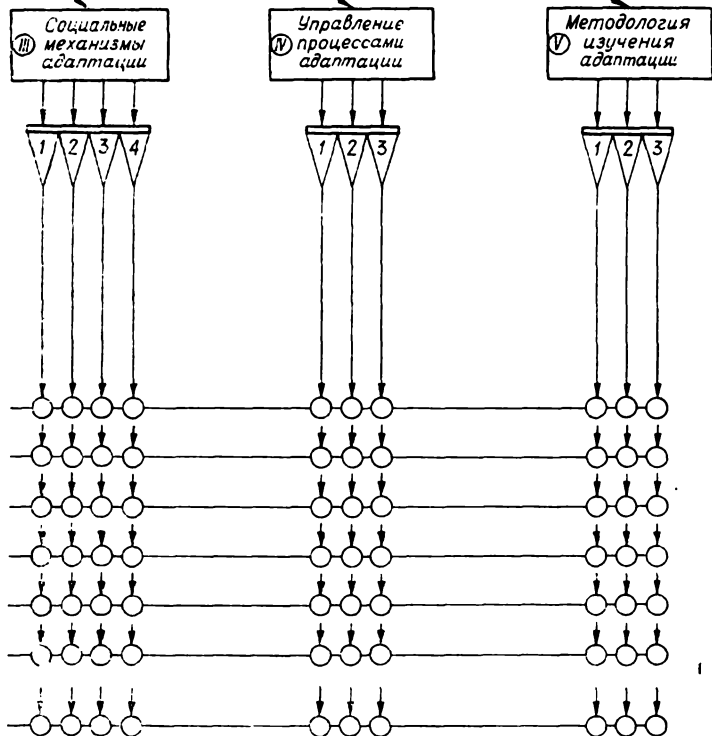 Социальные
III механизмы
адаптации
Управление
IV процессами
адаптации
Методология
V изучения
адаптации
1 2 3 4
1 2 3
1 2 3